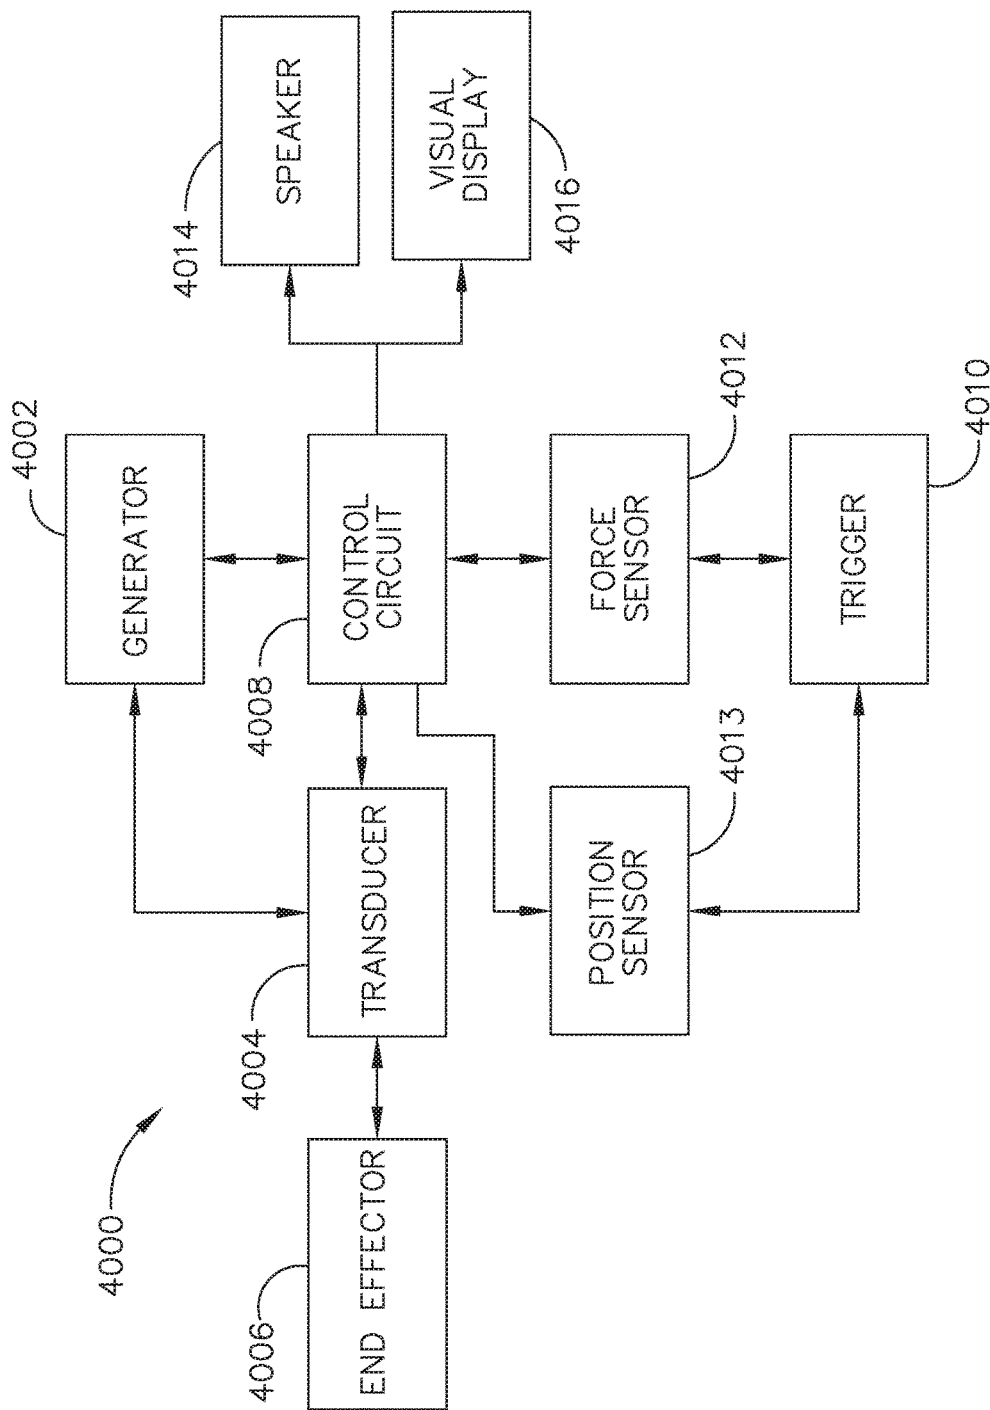 4000
4002
GENERATOR
4014
SPEAKER
4006
END EFFECTOR
4004
TRANSDUCER
4008
CONTROL
CIRCUIT
VISUAL
DISPLAY
4016
POSITION
SENSOR
4013
FORCE
SENSOR
4012
TRIGGER
4010